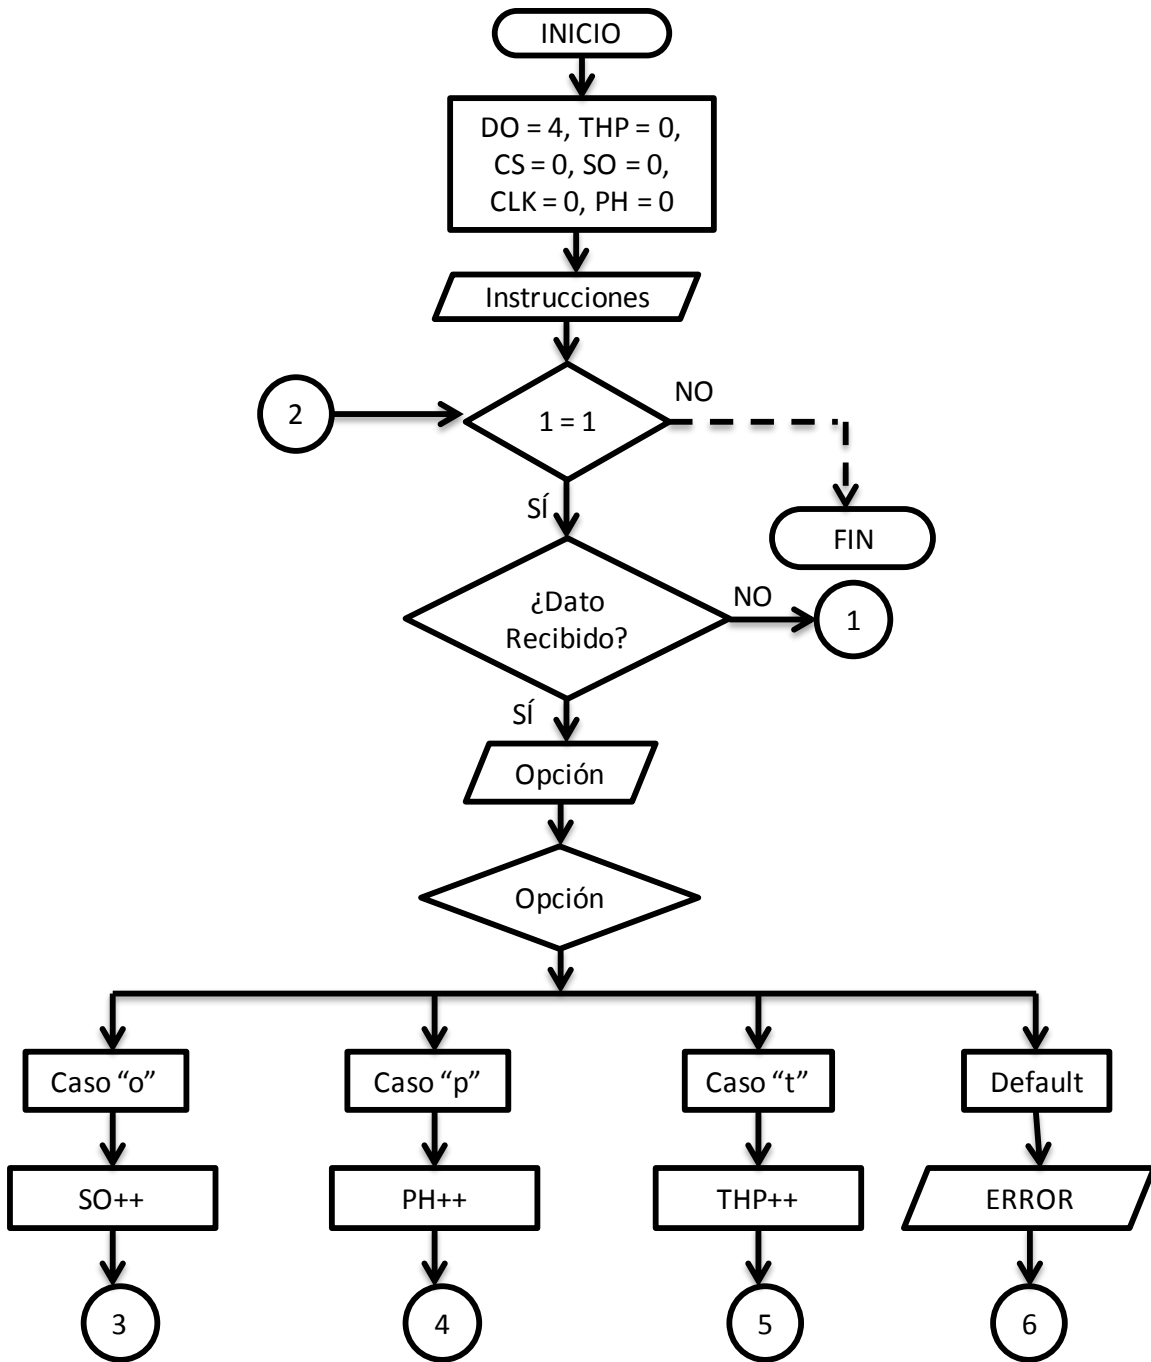 INICIO
DO = 4, THP = 0,
CS = 0, SO = 0,
CLK = 0, PH = 0
Instrucciones
NO
2
1 = 1
SÍ
FIN
¿Dato
Recibido?
NO
1
SÍ
Opción
Opción
Caso “o”
Caso “p”
Caso “t”
Default
SO++
PH++
THP++
ERROR
3
4
5
6